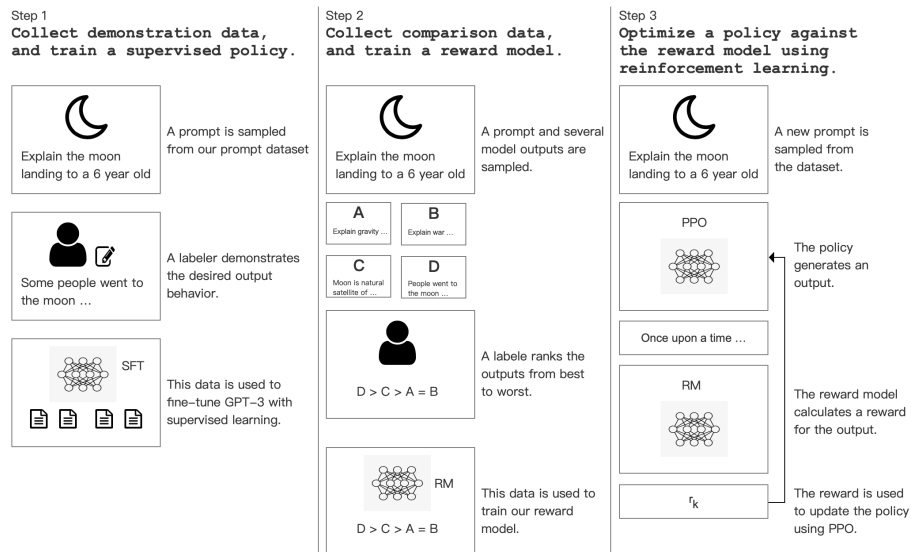 Step 1
Collect demonstration data,
and train a supervised policy.
Explain the moon
landing to a 6 year old
A prompt is sampled
from our prompt dataset
Some people went to
the moon ...
A labeler demonstrates
the desired output
behavior.
SFT
This data is used to
fine-tune GPT-3 with
supervised learning.
Step 2
Collect comparison data,
and train a reward model.
Explain the moon
landing to a 6 year old
A prompt and several
model outputs are
sampled.
A
Explain gravity ...
B
Explain war ...
C
Moon is natural
satellite of ...
D
People went to
the moon ...
D > C > A = B
A labele ranks the
outputs from best
to worst.
RM
D > C > A = B
This data is used to
train our reward
model.
Step 3
Optimize a policy against
the reward model using
reinforcement learning.
Explain the moon
landing to a 6 year old
A new prompt is
sampled from
the dataset.
PPO
The policy
generates an
output.
Once upon a time ...
RM
The reward model
calculates a reward
for the output.
rk
The reward is used
to update the policy
using PPO.